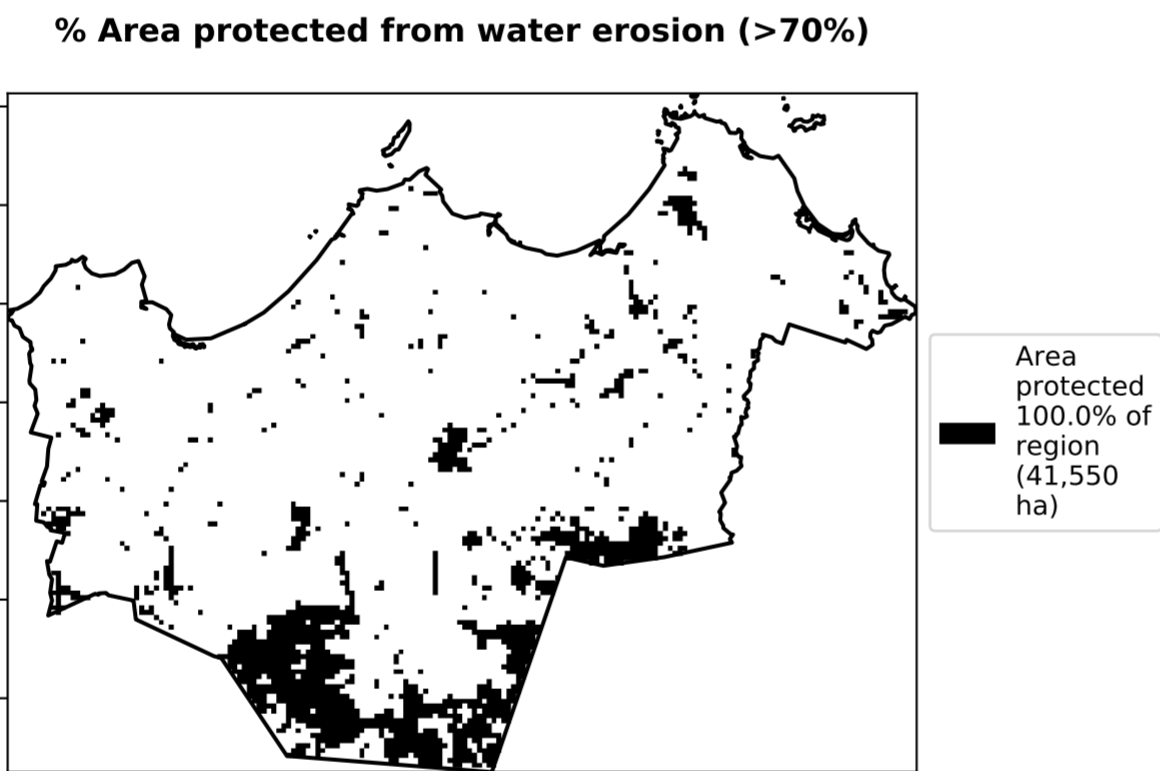 % Area protected from water erosion (>70%)
Area
protected
100.0% of
region
(41,550
ha)